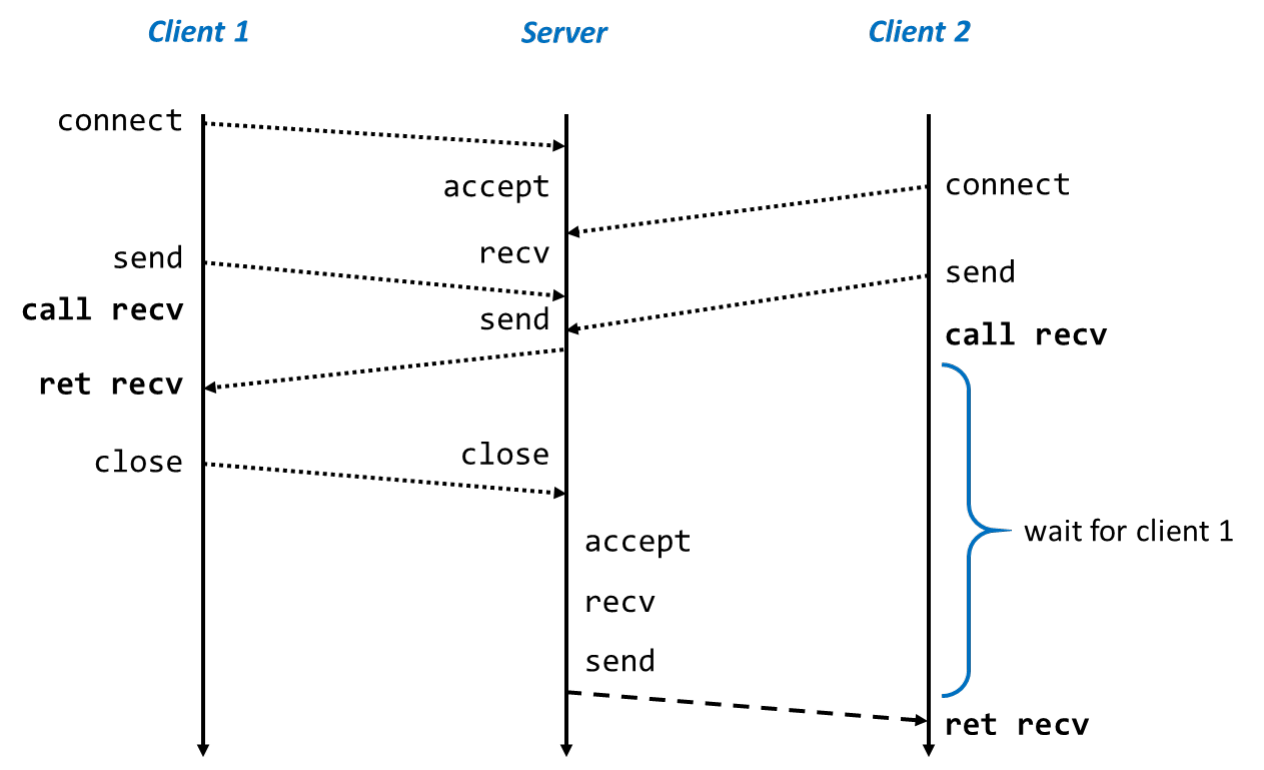 Client 1
Server
Client 2
connect
accept
connect
recv
send
send
call recv
send
call recv
ret recv
close
close
wait for client 1
accept
recv
send
ret recv